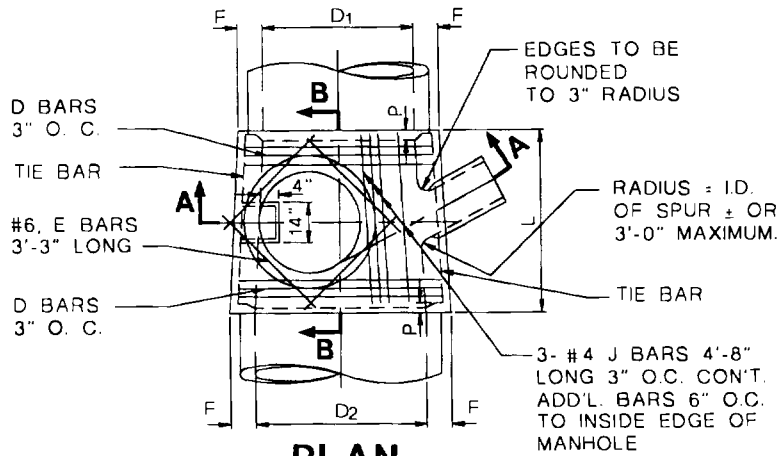 F
D1
F
EDGES TO BE
ROUNDED
TO 3" RADIUS
D BARS
3" O. C.
B
P
TIE BAR
A
4"
14"
A
L
#6, E BARS
3'-3" LONG
RADIUS = I.D.
OF SPUR ± OR
3'-0" MAXIMUM.
D BARS
3" O. C.
TIE BAR
P
B
3- #4 J BARS 4'-8"
LONG 3" O.C. CON'T.
ADD'L. BARS 6" O.C.
TO INSIDE EDGE OF
MANHOLE
F
D2
F
PLAN